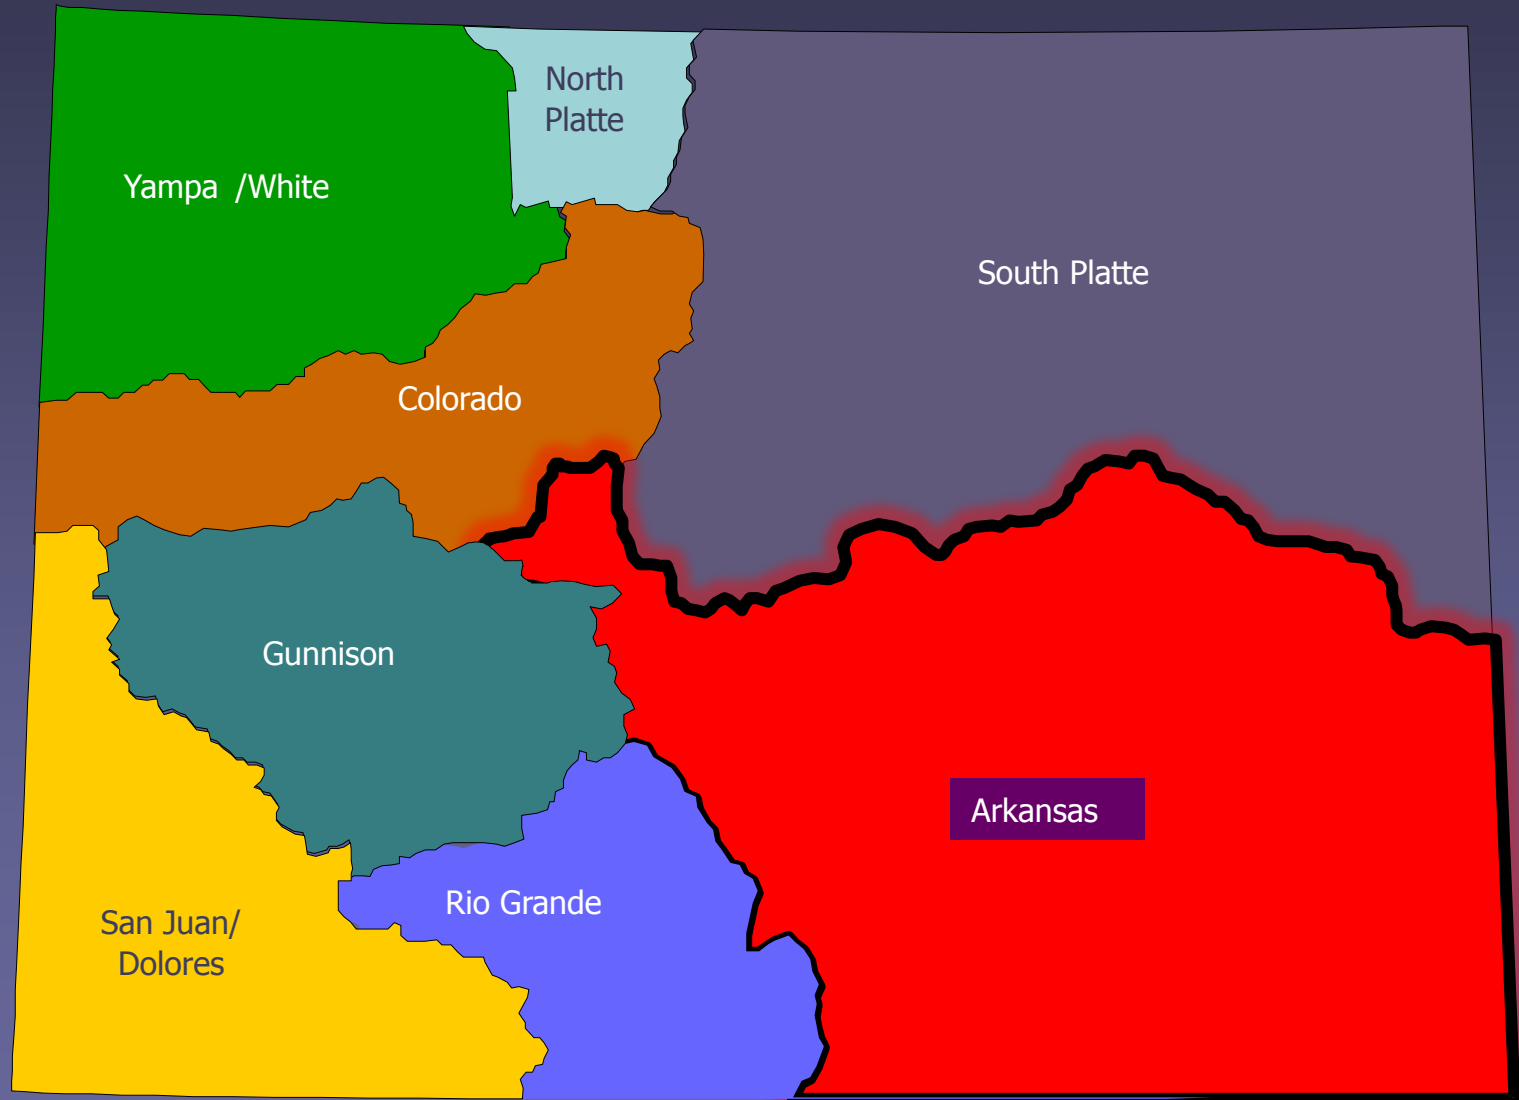 North
Platte
Yampa /White
South Platte
Colorado
Gunnison
Arkansas
Rio Grande
San Juan/
Dolores